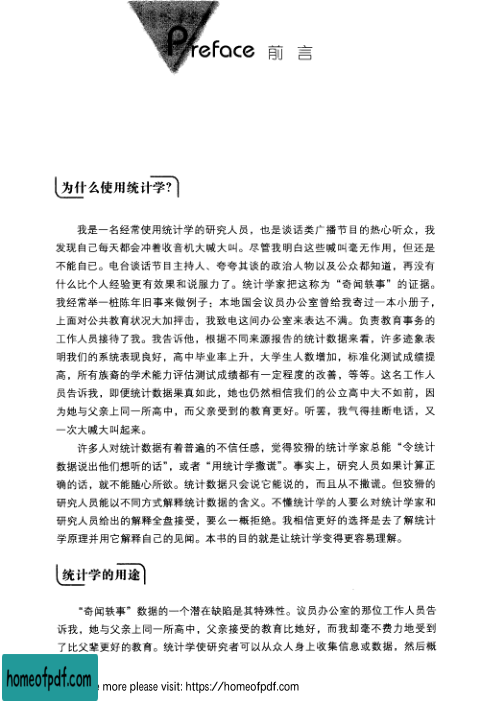 Preface 前 言
为什么使用统计学?
我是一名经常使用统计学的研究人员，也是谈话类广播节目的热心听众，我
发现自己每天都会冲着收音机大喊大叫。尽管我明白这些喊叫毫无作用，但还是
不能自已。电台谈话节目主持人、夸夸其谈的政治人物以及公众都知道，再没有
什么比个人经验更有效果和说服力了。统计学家把这称为“奇闻轶事”的证据。
我经常举一桩陈年旧事来做例子：本地国会议员办公室曾给我寄过一本小册子，
上面对公共教育状况大加抨击，我致电这间办公室来表达不满。负责教育事务的
工作人员接待了我。我告诉他，根据不同来源报告的统计数据来看，许多迹象表
明我们的系统表现良好，高中毕业率上升，大学生人数增加，标准化测试成绩提
高，所有族裔的学术能力评估测试成绩都有一定程度的改善，等等。这名工作人
员告诉我，即便统计数据果真如此，她也仍然相信我们的公立高中大不如前，因
为她与父亲上同一所高中，而父亲受到的教育更好。听罢，我气得挂断电话，又
一次大喊大叫起来。
许多人对统计数据有着普遍的不信任感，觉得狡猾的统计学家总能“令统计
数据说出他们想听的话”，或者“用统计学撒谎”。事实上，研究人员如果计算正
确的话，就不能随心所欲。统计数据只会说它能说的，而且从不撒谎。但狡猾的
研究人员能以不同方式解释统计数据的含义。不懂统计学的人要么对统计学家和
研究人员给出的解释全盘接受，要么一概拒绝。我相信更好的选择是去了解统计
学原理并用它解释自己的见闻。本书的目的就是让统计学变得更容易理解。
统计学的用途
“奇闻轶事”数据的一个潜在缺陷是其特殊性。议员办公室的那位工作人员告
诉我，她与父亲上同一所高中，父亲接受的教育比她好，而我却毫不费力地受到
了比父辈更好的教育。统计学使研究者可以从众人身上收集信息或数据，然后概
homeofpdf.com
more please visit: https://homeofpdf.com